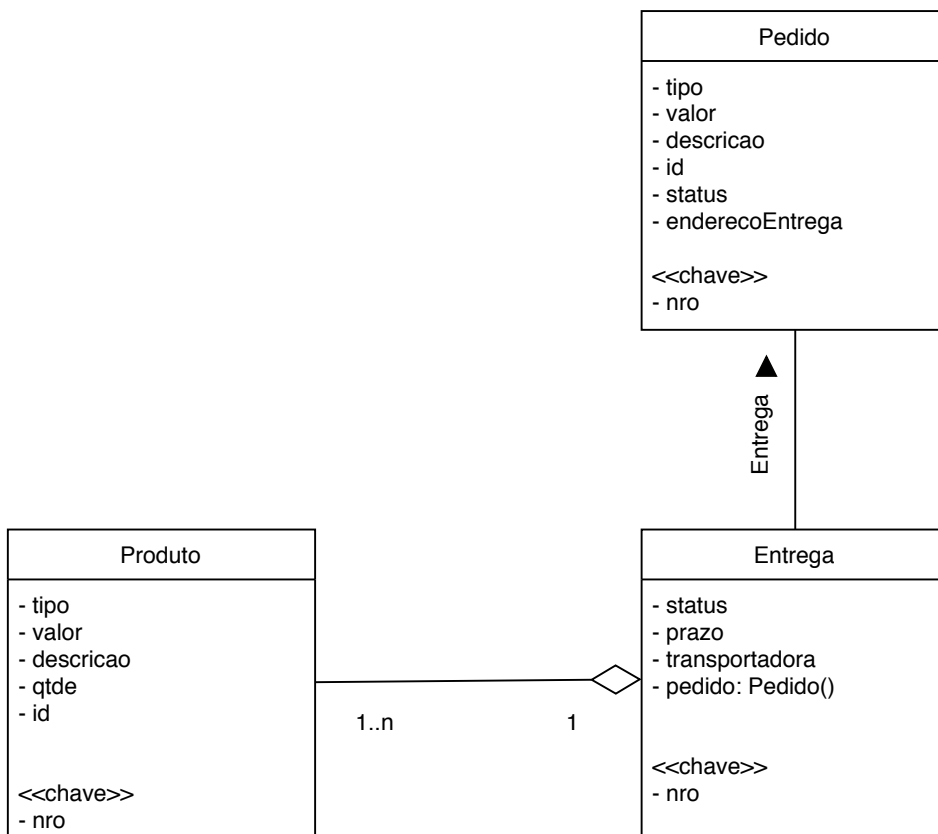 Pedido
- tipo
- valor
- descricao
- id
- status
- enderecoEntrega
<<chave>>
- nro
Entrega
Produto
- tipo
- valor
- descricao
- qtde
- id
<<chave>>
- nro
1..n
1
Entrega
- status
- prazo
- transportadora
- pedido: Pedido()
<<chave>>
- nro